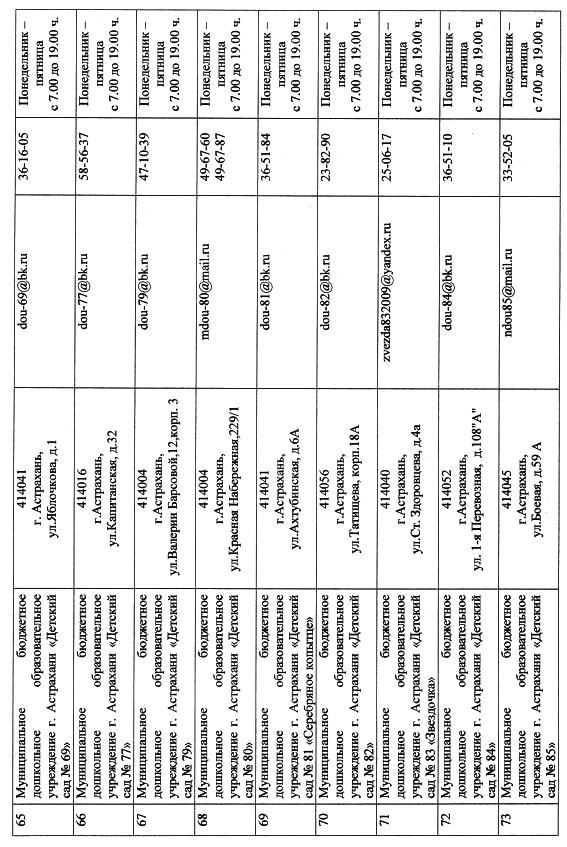 65
Муниципальное бюджетное
дошкольное образовательное
учреждение г. Астрахани «Детский
сад № 69»
414041
г. Астрахань,
ул.Яблочкова, д.1
dou-69@bk.ru
36-16-05
Понедельник –
пятница
с 7.00 до 19.00 ч.
66
Муниципальное бюджетное
дошкольное образовательное
учреждение г. Астрахани «Детский
сад № 77»
414016
г.Астрахань,
ул.Капитанская, д.32
dou-77@bk.ru
58-56-37
Понедельник –
пятница
с 7.00 до 19.00 ч.
67
Муниципальное бюджетное
дошкольное образовательное
учреждение г. Астрахани «Детский
сад № 79»
414004
г.Астрахань,
ул.Валерии Барсовой,12,корп. 3
dou-79@bk.ru
47-10-39
Понедельник –
пятница
с 7.00 до 19.00 ч.
68
Муниципальное бюджетное
дошкольное образовательное
учреждение г. Астрахани «Детский
сад № 80»
414004
г.Астрахань,
ул.Красная Набережная,229/1
mdou-80@mail.ru
49-67-60
49-67-87
Понедельник –
пятница
с 7.00 до 19.00 ч.
69
Муниципальное бюджетное
дошкольное образовательное
учреждение г. Астрахани «Детский
сад № 81 «Серебряное копытце»
414041
г.Астрахань,
ул.Ахтубинская, д.6А
dou-81@bk.ru
36-51-84
Понедельник –
пятница
с 7.00 до 19.00 ч.
70
Муниципальное бюджетное
дошкольное образовательное
учреждение г. Астрахани «Детский
сад № 82»
414056
г.Астрахань,
ул.Татищева, корп.18А
dou-82@bk.ru
23-82-90
Понедельник –
пятница
с 7.00 до 19.00 ч.
71
Муниципальное бюджетное
дошкольное образовательное
учреждение г. Астрахани «Детский
сад № 83 «Звездочка»
414040
г.Астрахань,
ул.Ст. Здоровцева, д.4а
zvezda832009@yandex.ru
25-06-17
Понедельник –
пятница
с 7.00 до 19.00 ч.
72
Муниципальное бюджетное
дошкольное образовательное
учреждение г. Астрахани «Детский
сад № 84»
414052
г.Астрахань,
ул. 1-я Перевозная, д.108"А"
dou-84@bk.ru
36-51-10
Понедельник –
пятница
с 7.00 до 19.00 ч.
73
Муниципальное бюджетное
дошкольное образовательное
учреждение г. Астрахани «Детский
сад № 85»
414045
г.Астрахань,
ул.Боевая, д.59 А
ndou85@mail.ru
33-52-05
Понедельник –
пятница
с 7.00 до 19.00 ч.